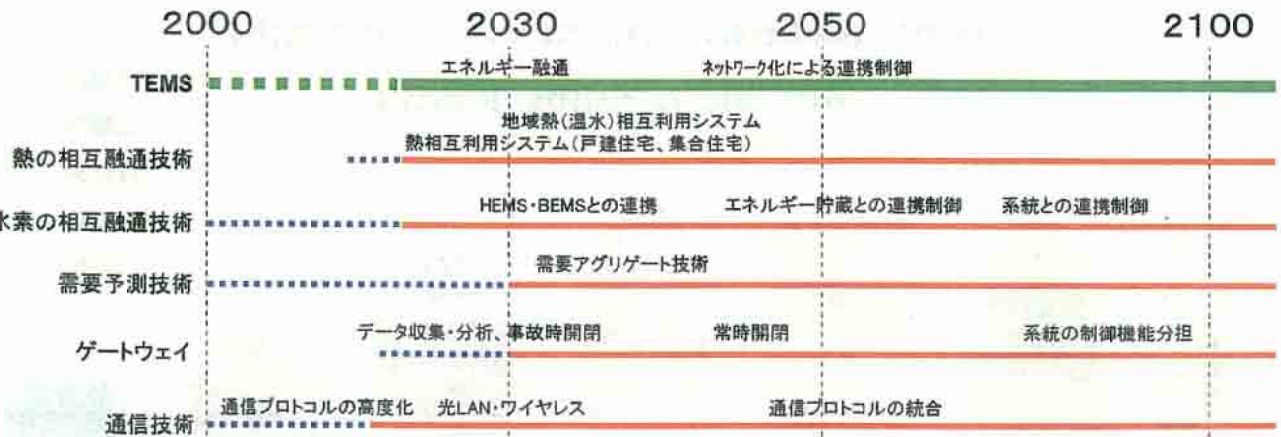 2000 2030 2050 2100
TEMS エネルギー融通 ネットワーク化による連携制御
地域熱(温水)相互利用システム
熱の相互融通技術 熱相互利用システム(戸建住宅、集合住宅)
水素の相互融通技術 HEMS・BEMSとの連携 エネルギー貯蔵との連携制御 系統との連携制御
需要予測技術 需要アグリゲート技術
ゲートウェイ データ収集・分析、事故時開閉 常時開閉 系統の制御機能分担
通信技術 通信プロトコルの高度化 光LAN・ワイヤレス 通信プロトコルの統合